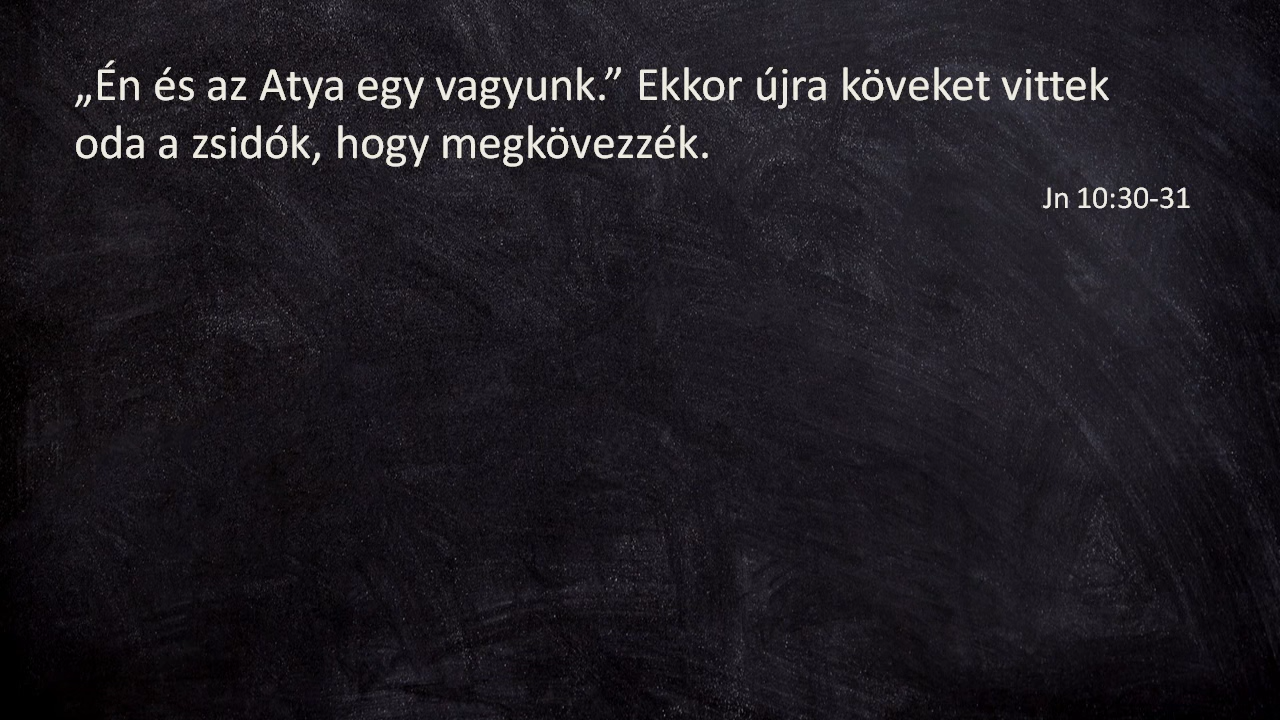 „Én és az Atya egy vagyunk.” Ekkor újra köveket vittek
oda a zsidók, hogy megkövezzék.
Jn 10:30-31